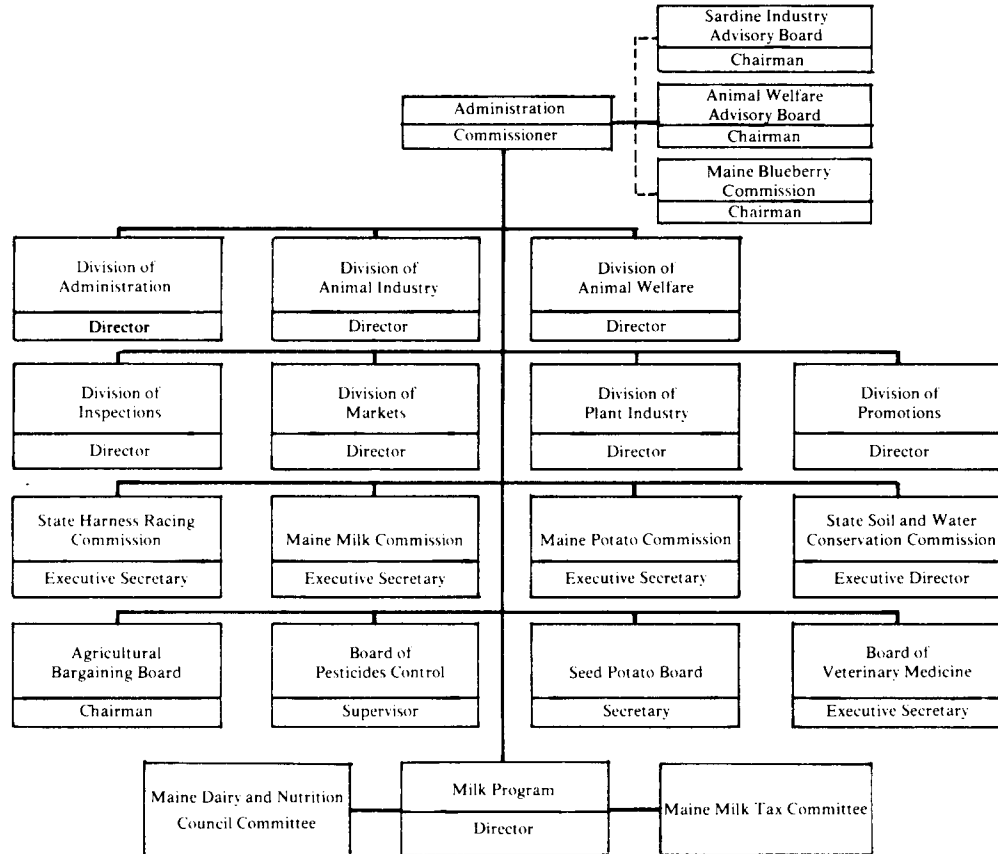 Sardine Industry
Advisory Board
Chairman
Administration
Commissioner
Animal Welfare
Advisory Board
Chairman
Maine Blueberry
Commission
Chairman
Division of
Administration
Director
Division of
Animal Industry
Director
Division of
Animal Welfare
Director
Division of
Inspections
Director
Division of
Markets
Director
Division of
Plant Industry
Director
Division of
Promotions
Director
State Harness Racing
Commission
Executive Secretary
Maine Milk Commission
Executive Secretary
Maine Potato Commission
Executive Secretary
State Soil and Water
Conservation Commission
Executive Director
Agricultural
Bargaining Board
Chairman
Board of
Pesticides Control
Supervisor
Seed Potato Board
Secretary
Board of
Veterinary Medicine
Executive Secretary
Maine Dairy and Nutrition
Council Committee
Milk Program
Director
Maine Milk Tax Committee